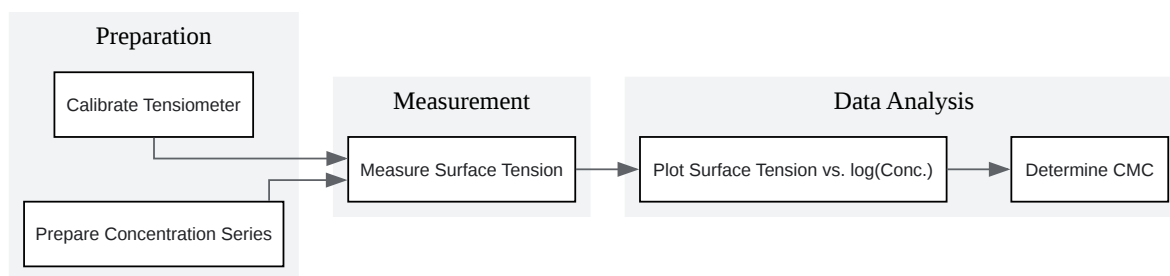 Preparation
Calibrate Tensiometer
Prepare Concentration Series
Measurement
Measure Surface Tension
Data Analysis
Plot Surface Tension vs. log(Conc.)
Determine CMC